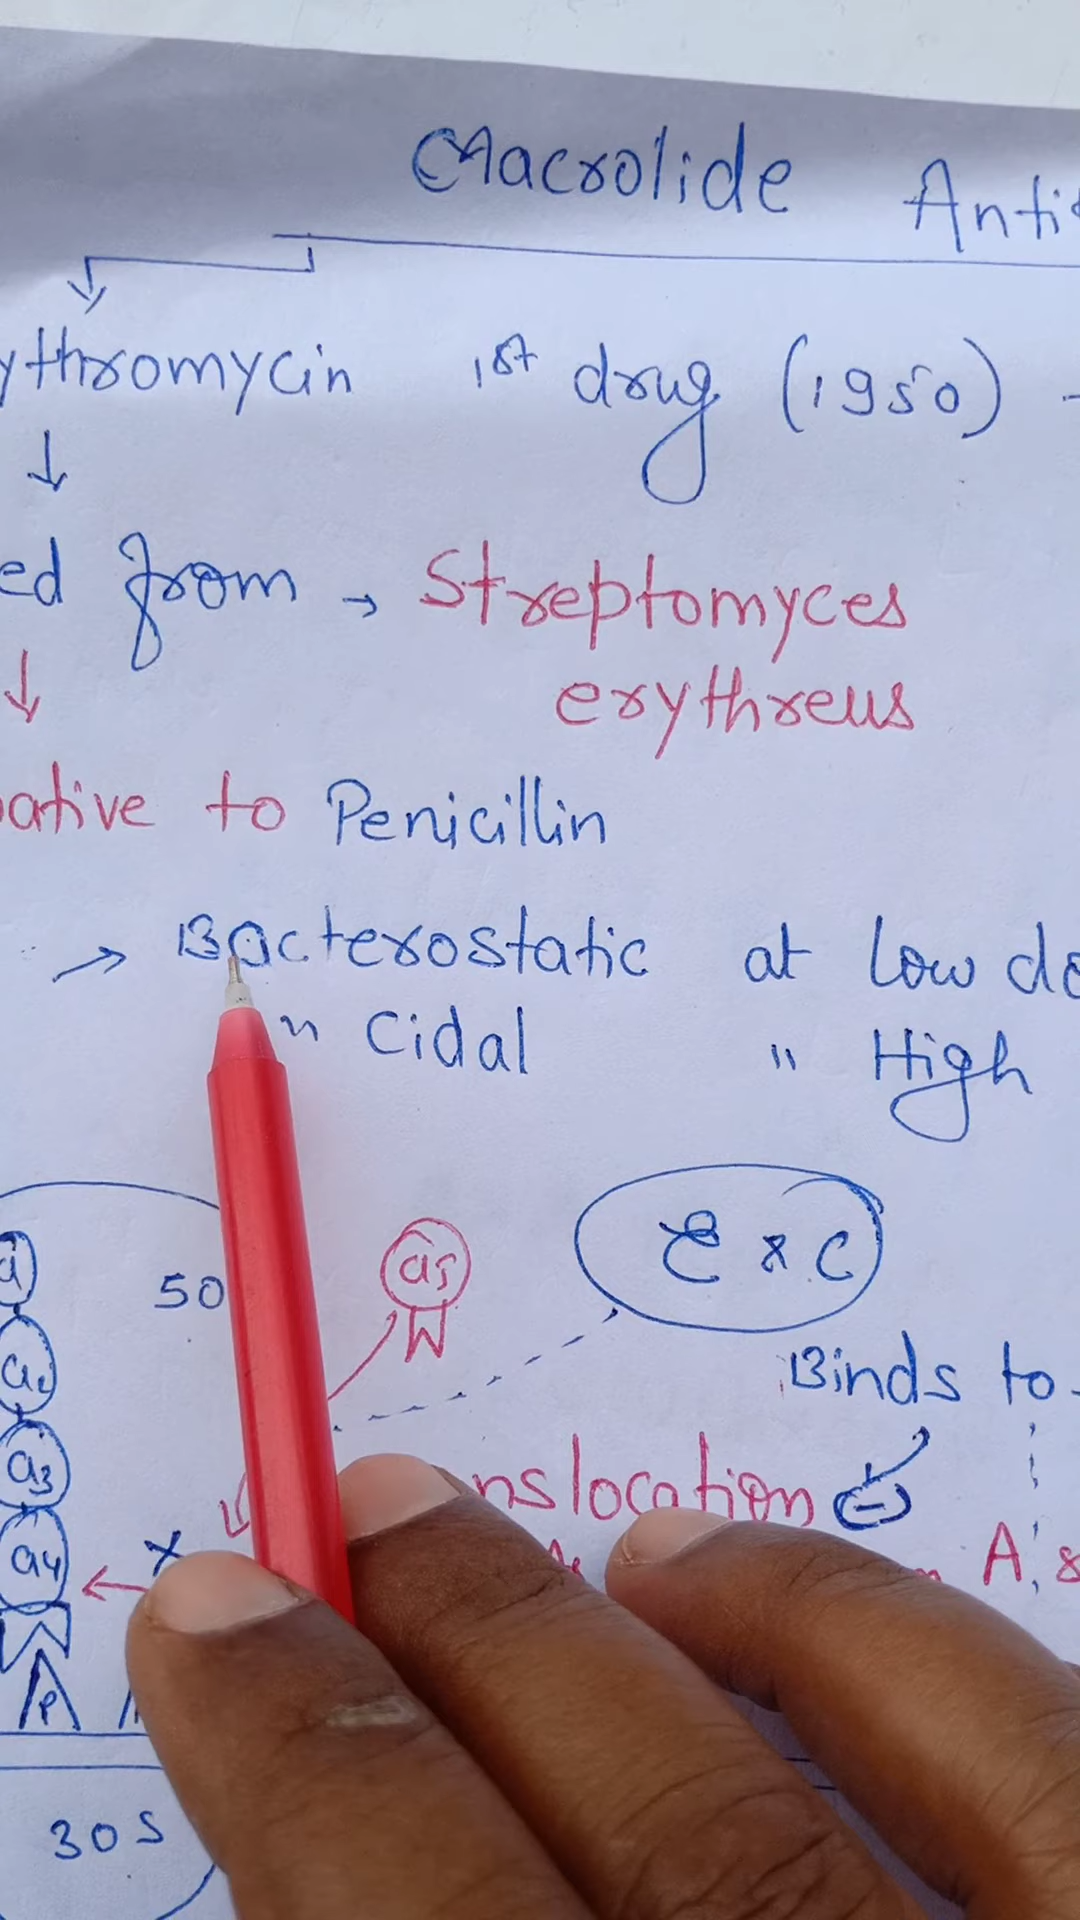 Macrolide Anti
ythromycin 1st drug (1950) -
ed from → Streptomyces
erythreus
ative to Penicillin
→ Bacterostatic at low do
" Cidal " High
a1
50
a5
E * C
a2
Binds to
a3
nslocation
a4
x
A,
P
30S